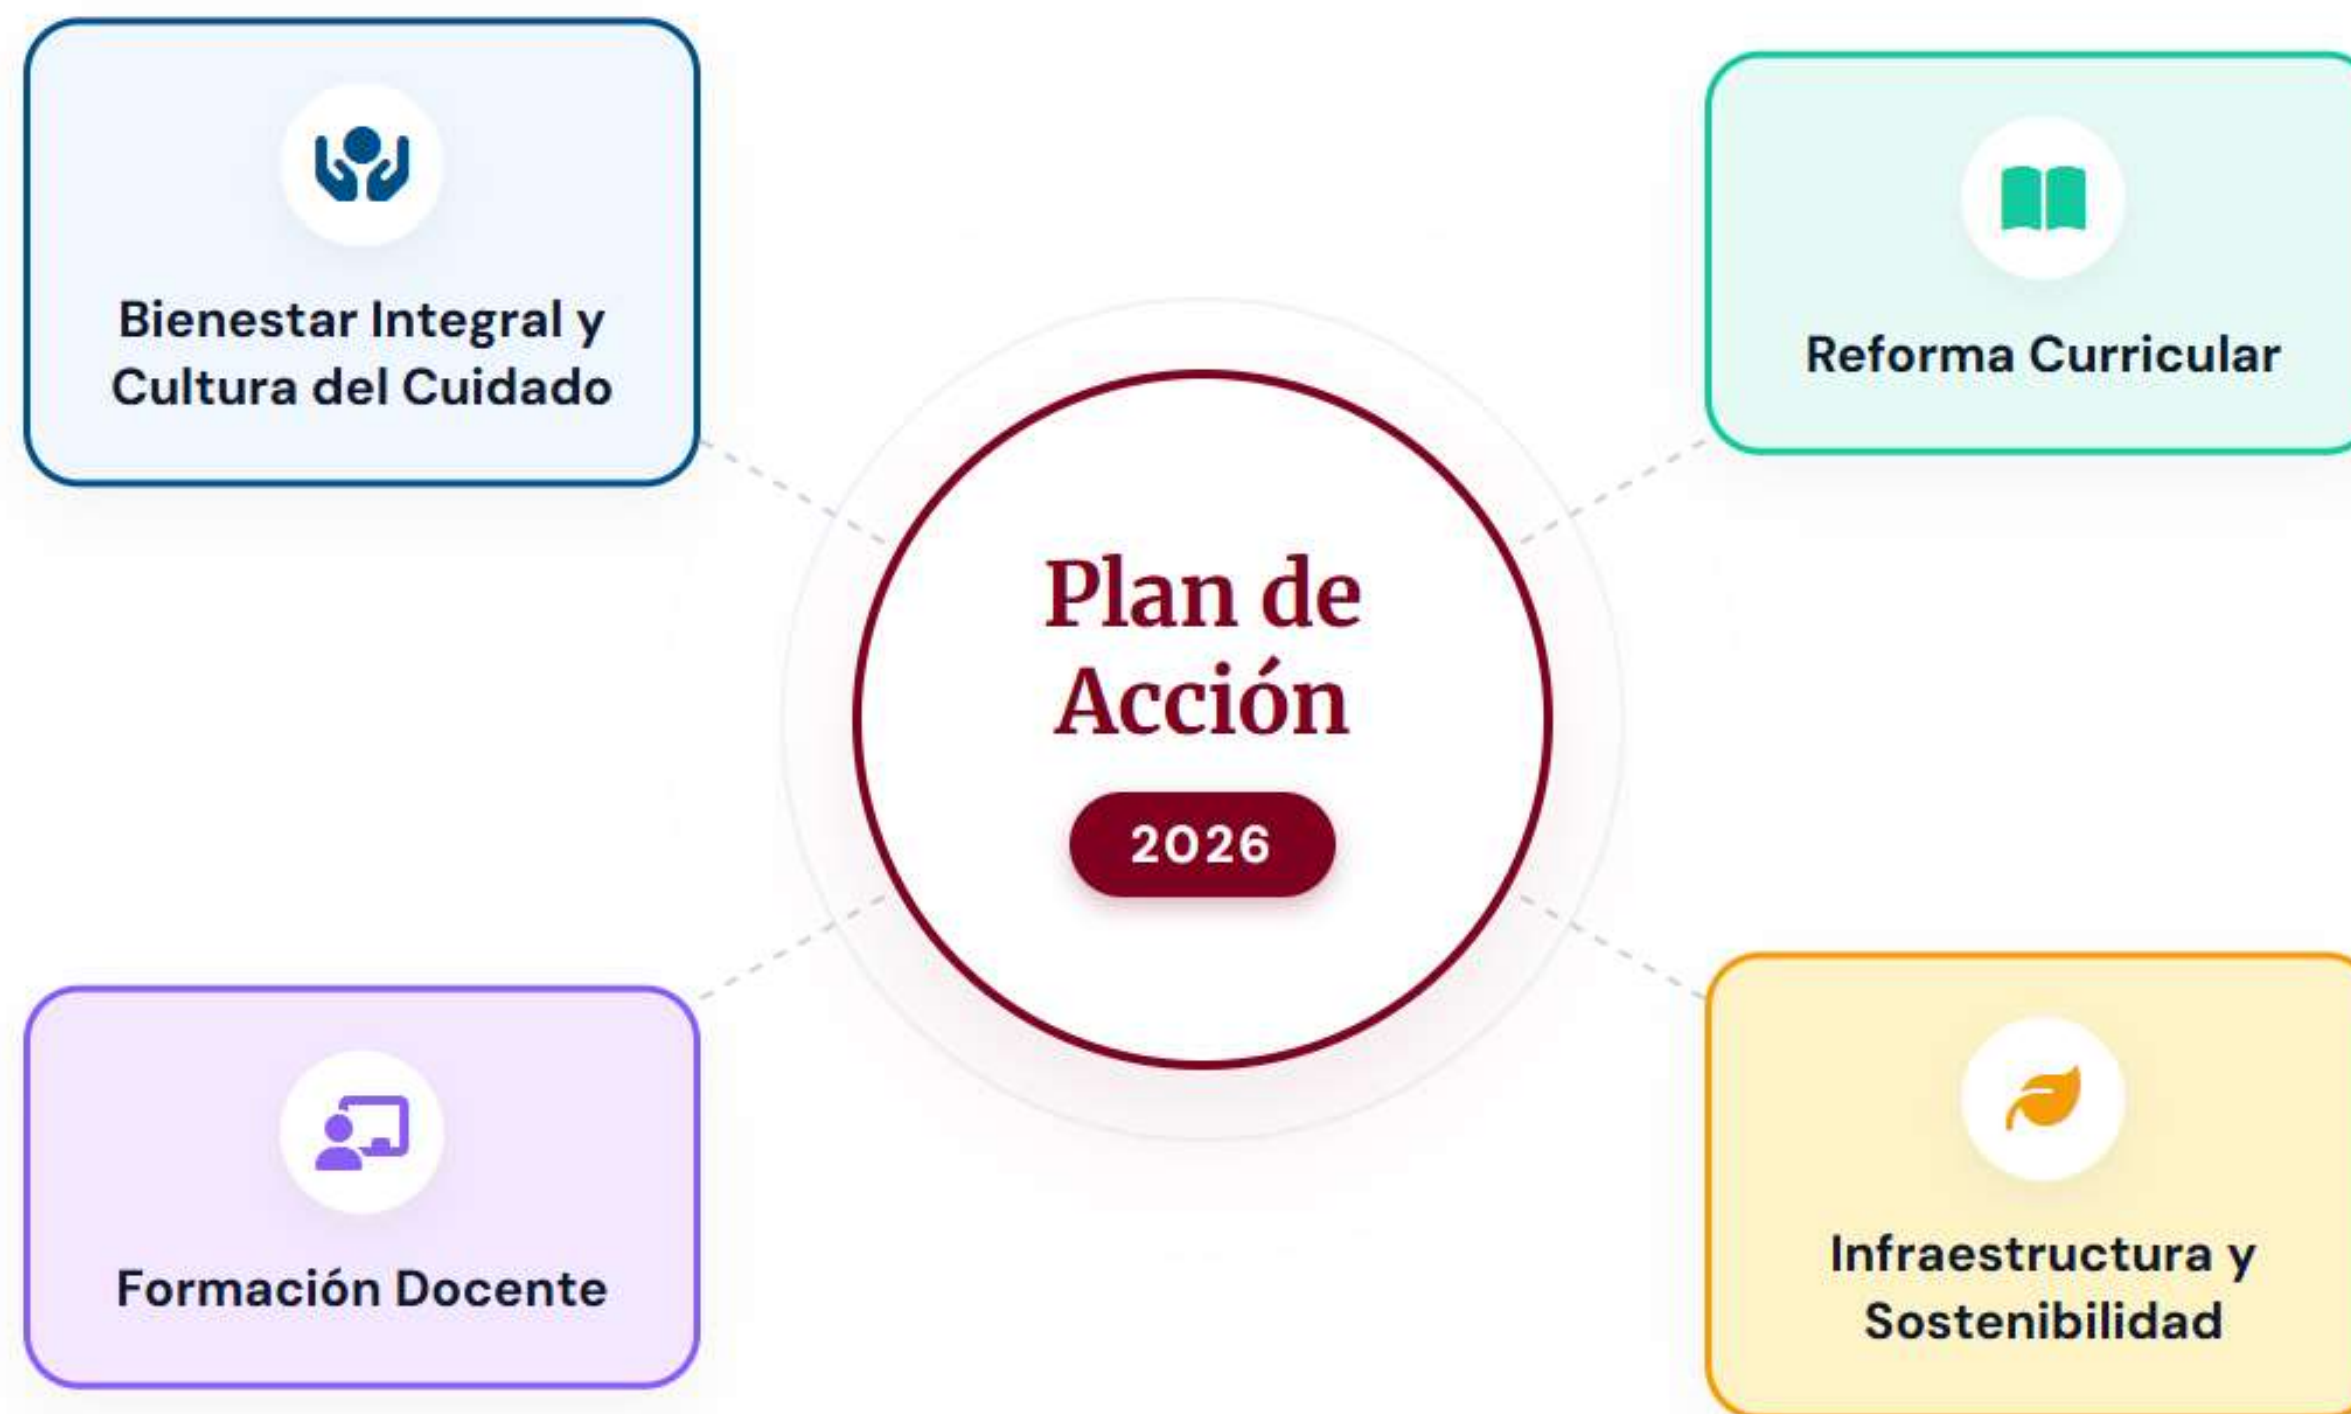 Bienestar Integral y
Cultura del Cuidado
Reforma Curricular
Plan de
Acción
2026
Formación Docente
Infraestructura y
Sostenibilidad